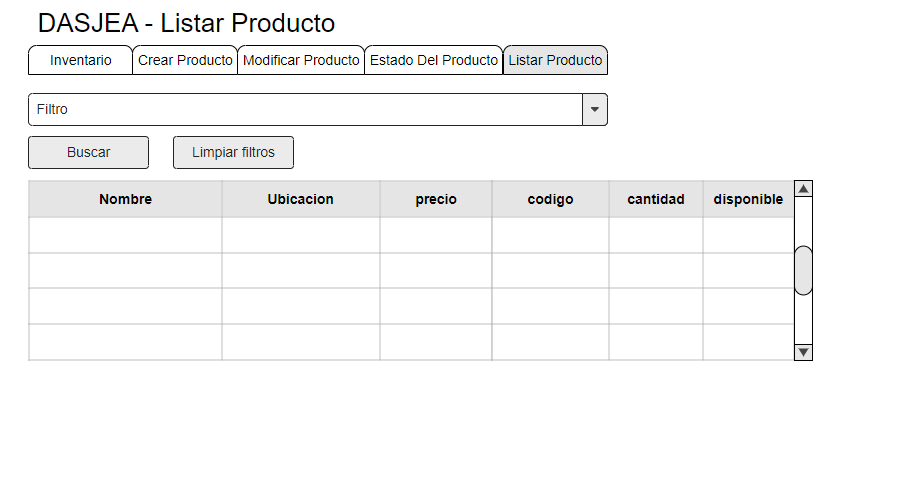 DASJEA - Listar Producto
Inventario Crear Producto Modificar Producto Estado Del Producto Listar Producto
Filtro
Buscar Limpiar filtros
Nombre Ubicacion precio codigo cantidad disponible